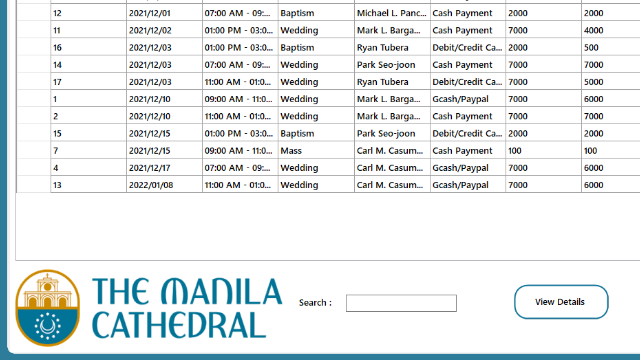 12 2021/12/01 07:00 AM - 09:... Baptism Michael L. Panc... Cash Payment 2000 2000
11 2021/12/02 01:00 PM - 03:0... Wedding Mark L. Barga... Cash Payment 7000 4000
16 2021/12/03 01:00 PM - 03:0... Baptism Ryan Tubera Debit/Credit Ca... 2000 500
14 2021/12/03 07:00 AM - 09:... Wedding Park Seo-joon Cash Payment 7000 7000
17 2021/12/03 11:00 AM - 01:0... Wedding Ryan Tubera Debit/Credit Ca... 7000 5000
1 2021/12/10 09:00 AM - 11:0... Wedding Mark L. Barga... Gcash/Paypal 7000 6000
2 2021/12/10 11:00 AM - 01:0... Wedding Mark L. Barga... Cash Payment 7000 7000
15 2021/12/15 01:00 PM - 03:0... Baptism Park Seo-joon Debit/Credit Ca... 2000 2000
7 2021/12/15 09:00 AM - 11:0... Mass Carl M. Casum... Cash Payment 100 100
4 2021/12/17 07:00 AM - 09:... Wedding Carl M. Casum... Gcash/Paypal 7000 6000
13 2022/01/08 11:00 AM - 01:0... Wedding Carl M. Casum... Gcash/Paypal 7000 6000
THE MANILA
CATHEDRAL
Search :
View Details